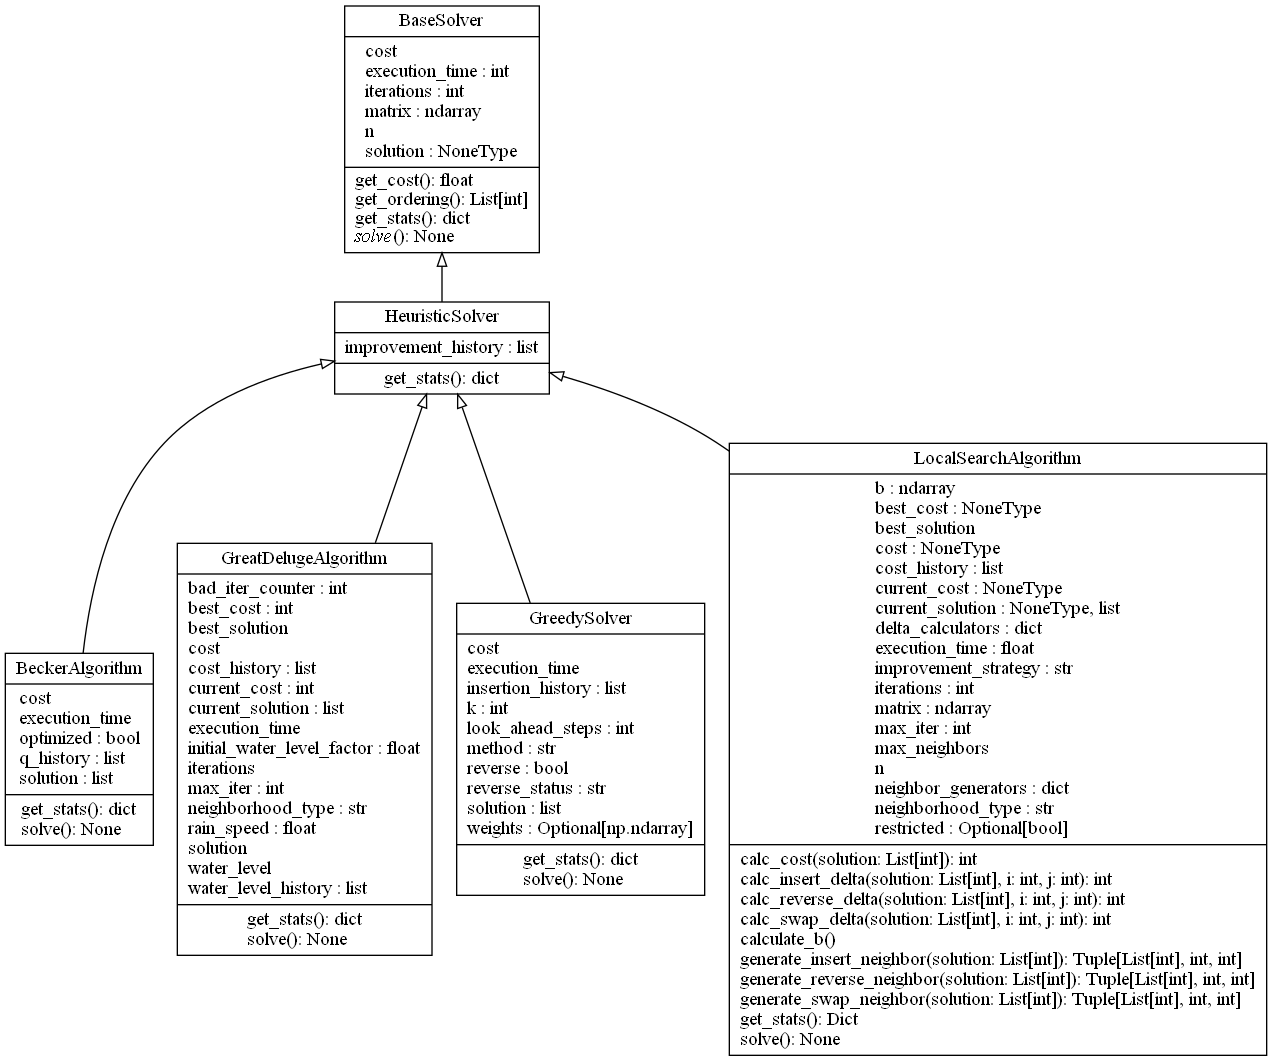 BaseSolver
cost
execution_time : int
iterations : int
matrix : ndarray
n
solution : NoneType
get_cost(): float
get_ordering(): List[int]
get_stats(): dict
solve(): None
HeuristicSolver
improvement_history : list
get_stats(): dict
BeckerAlgorithm
cost
execution_time
optimized : bool
q_history : list
solution : list
get_stats(): dict
solve(): None
GreatDelugeAlgorithm
bad_iter_counter : int
best_cost : int
best_solution
cost
cost_history : list
current_cost : int
current_solution : list
execution_time
initial_water_level_factor : float
iterations
max_iter : int
neighborhood_type : str
rain_speed : float
solution
water_level
water_level_history : list
get_stats(): dict
solve(): None
GreedySolver
cost
execution_time
insertion_history : list
k : int
look_ahead_steps : int
method : str
reverse : bool
reverse_status : str
solution : list
weights : Optional[np.ndarray]
get_stats(): dict
solve(): None
LocalSearchAlgorithm
b : ndarray
best_cost : NoneType
best_solution
cost : NoneType
cost_history : list
current_cost : NoneType
current_solution : NoneType, list
delta_calculators : dict
execution_time : float
improvement_strategy : str
iterations : int
matrix : ndarray
max_iter : int
max_neighbors
n
neighbor_generators : dict
neighborhood_type : str
restricted : Optional[bool]
calc_cost(solution: List[int]): int
calc_insert_delta(solution: List[int], i: int, j: int): int
calc_reverse_delta(solution: List[int], i: int, j: int): int
calc_swap_delta(solution: List[int], i: int, j: int): int
calculate_b()
generate_insert_neighbor(solution: List[int]): Tuple[List[int], int, int]
generate_reverse_neighbor(solution: List[int]): Tuple[List[int], int, int]
generate_swap_neighbor(solution: List[int]): Tuple[List[int], int, int]
get_stats(): Dict
solve(): None